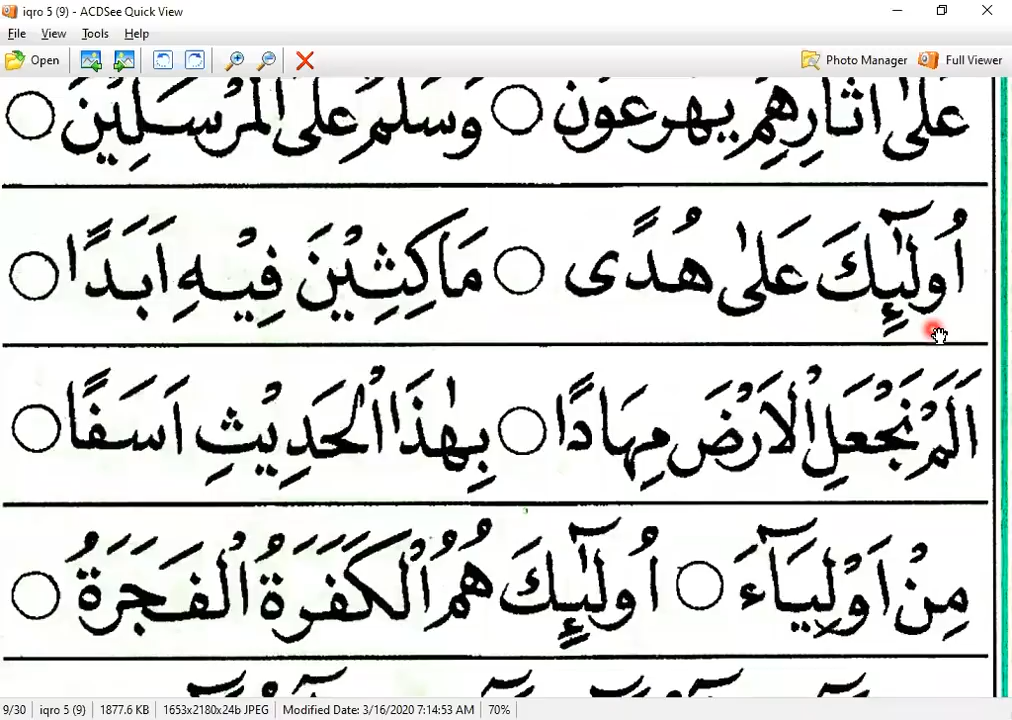 iqro 5 (9) - ACDSee Quick View
File View Tools Help
Open Photo Manager Full Viewer
عَلٰى اٰثَارِهِمْ يُهْرَعُوْنَ ○ وَسَلٰمٌ عَلَى الْمُرْسَلِيْنَ ○
اُولٰٓئِكَ عَلٰى هُدًى ○ مَاكِثِيْنَ فِيْهِ اَبَدًا ○
اَلَمْ نَجْعَلِ الْاَرْضَ مِهَادًا ○ بِهٰذَا الْحَدِيْثِ اَسَفًا ○
مِنْ اَوْلِيَآءَ ○ اُولٰٓئِكَ هُمُ الْكَفَرَةُ الْفَجَرَةُ ○
9/30 iqro 5 (9) 1877.6 KB 1653x2180x24b JPEG Modified Date: 3/16/2020 7:14:53 AM 70%